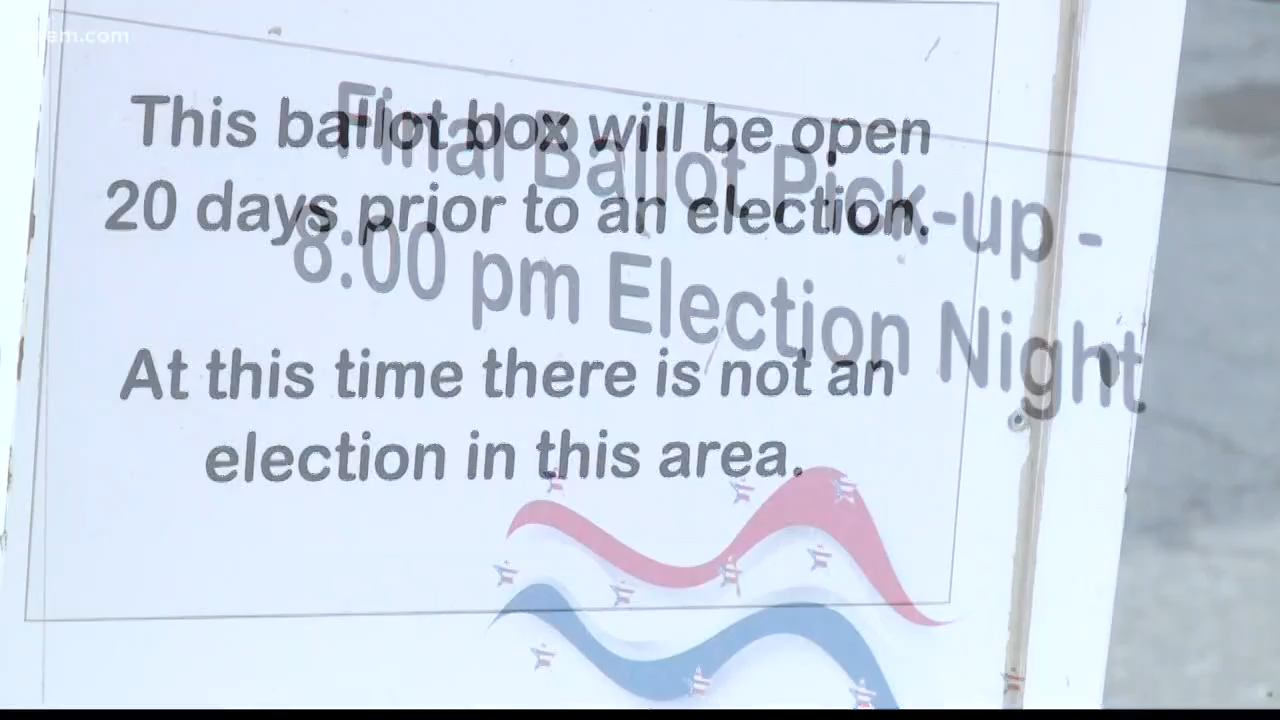 This ballot box will be open
20 days prior to an election.
At this time there is not an
election in this area.
Final Ballot Pick-up -
8:00 pm Election Night